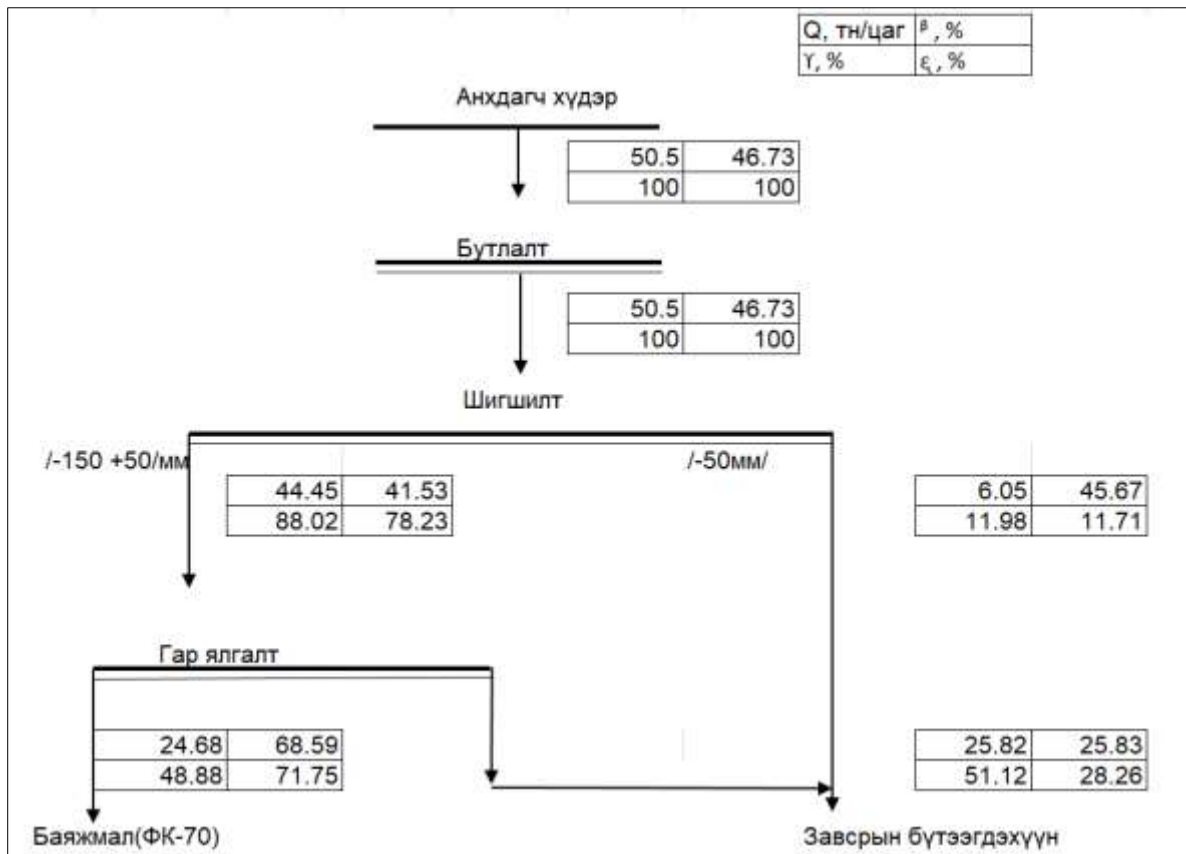 Q, тн/цаг β, %
ϒ, % ε, %
Анхдагч хүдэр
50.5 46.73
100 100
Бутлалт
50.5 46.73
100 100
Шигшилт
/-150 +50/мм /-50мм/
44.45 41.53 6.05 45.67
88.02 78.23 11.98 11.71
Гар ялгалт
24.68 68.59 25.82 25.83
48.88 71.75 51.12 28.26
Баяжмал(ФК-70) Завсрын бүтээгдэхүүн